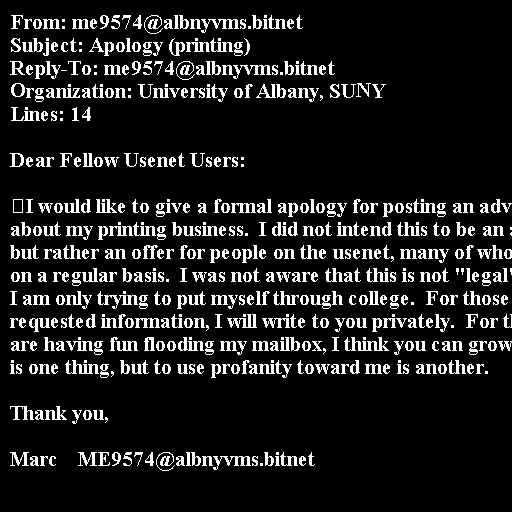 From: me9574@albnyvms.bitnet
Subject: Apology (printing)
Reply-To: me9574@albnyvms.bitnet
Organization: University of Albany, SUNY
Lines: 14
Dear Fellow Usenet Users:
I would like to give a formal apology for posting an
about my printing business.  I did not intend this to be an
but rather an offer for people on the usenet, many of
on a regular basis.  I was not aware that this is not "legal"
I am only trying to put myself through college.  For those
requested information, I will write to you privately.  For
are having fun flooding my mailbox, I think you can grow
is one thing, but to use profanity toward me is another.
Thank you,
Marc    ME9574@albnyvms.bitnet